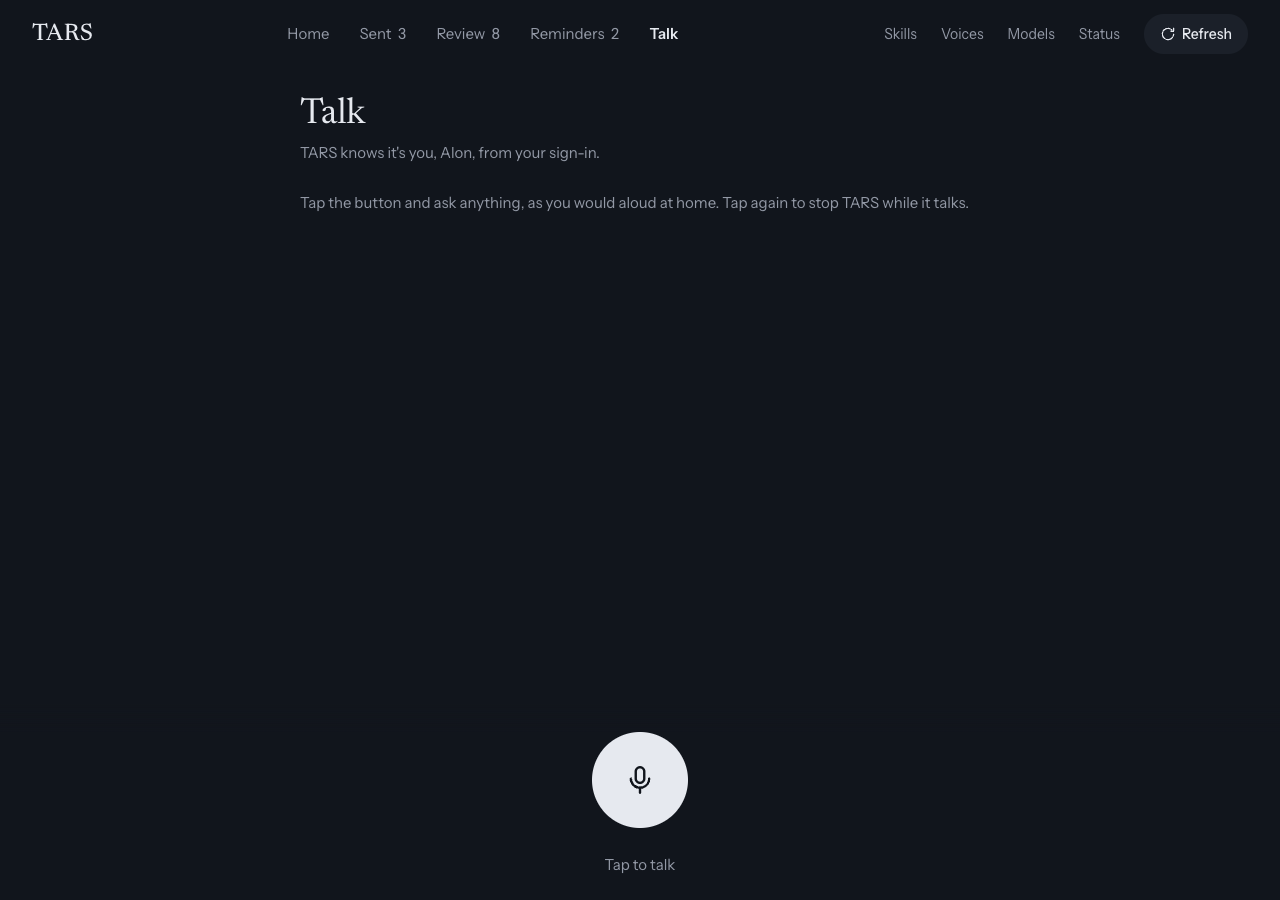 TARS
Home Sent 3 Review 8 Reminders 2 Talk
Skills Voices Models Status Refresh
Talk
TARS knows it's you, Alon, from your sign-in.
Tap the button and ask anything, as you would aloud at home. Tap again to stop TARS while it talks.
Tap to talk